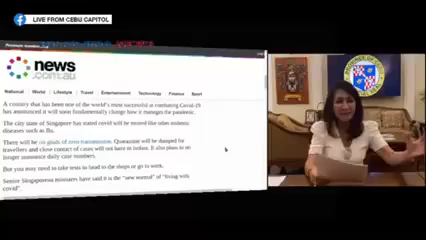 LIVE FROM CEBU CAPITOL
news
.com.au
National World Lifestyle Travel Entertainment Technology Finance Sport
A country that has been one of the world's most successful at combating Covid-19
has announced it will soon fundamentally change how it manages the pandemic.
The city state of Singapore has stated covid will be treated like other endemic
diseases such as flu.
There will be no goals of zero transmission. Quarantine will be dumped for
travellers and close contact of cases will not have to isolate. It also plans to no
longer announce daily case numbers.
But you may need to take tests to head to the shops or go to work.
Senior Singaporean ministers have said it is the "new normal" of "living with
covid".